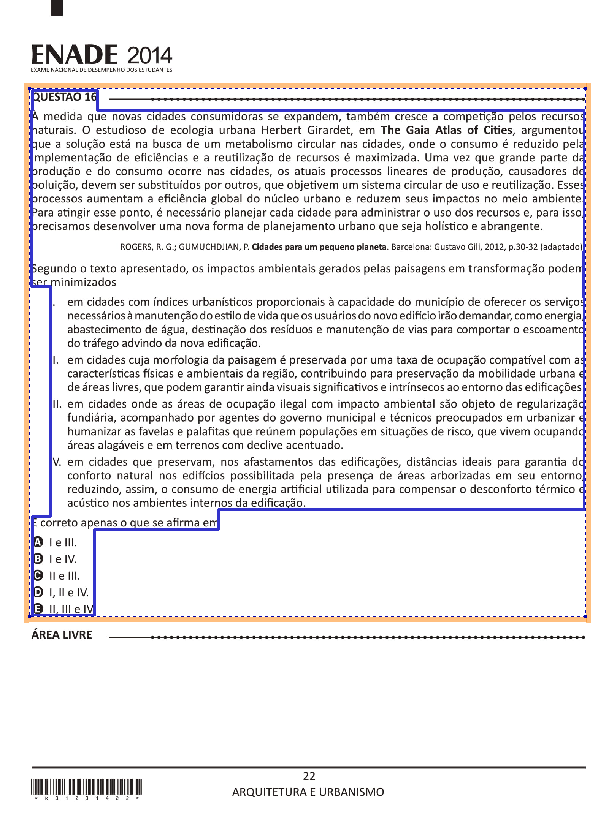 ENADE 2014
EXAME NACIONAL DE DESEMPENHO DOS ESTUDANTES
QUESTÃO 16
À medida que novas cidades consumidoras se expandem, também cresce a competição pelos recursos
naturais. O estudioso de ecologia urbana Herbert Girardet, em The Gaia Atlas of Cities, argumentou
que a solução está na busca de um metabolismo circular nas cidades, onde o consumo é reduzido pela
implementação de eficiências e a reutilização de recursos é maximizada. Uma vez que grande parte da
produção e do consumo ocorre nas cidades, os atuais processos lineares de produção, causadores de
poluição, devem ser substituídos por outros, que objetivem um sistema circular de uso e reutilização. Esses
processos aumentam a eficiência global do núcleo urbano e reduzem seus impactos no meio ambiente.
Para atingir esse ponto, é necessário planejar cada cidade para administrar o uso dos recursos e, para isso,
precisamos desenvolver uma nova forma de planejamento urbano que seja holístico e abrangente.
ROGERS, R. G.; GUMUCHDJIAN, P. Cidades para um pequeno planeta. Barcelona: Gustavo Gili, 2012, p.30-32 (adaptado).
Segundo o texto apresentado, os impactos ambientais gerados pelas paisagens em transformação podem
ser minimizados
I. em cidades com índices urbanísticos proporcionais à capacidade do município de oferecer os serviços
necessários à manutenção do estilo de vida que os usuários do novo edifício irão demandar, como energia,
abastecimento de água, destinação dos resíduos e manutenção de vias para comportar o escoamento
do tráfego advindo da nova edificação.
II. em cidades cuja morfologia da paisagem é preservada por uma taxa de ocupação compatível com as
características físicas e ambientais da região, contribuindo para preservação da mobilidade urbana e
de áreas livres, que podem garantir ainda visuais significativos e intrínsecos ao entorno das edificações.
III. em cidades onde as áreas de ocupação ilegal com impacto ambiental são objeto de regularização
fundiária, acompanhado por agentes do governo municipal e técnicos preocupados em urbanizar e
humanizar as favelas e palafitas que reúnem populações em situações de risco, que vivem ocupando
áreas alagáveis e em terrenos com declive acentuado.
IV. em cidades que preservam, nos afastamentos das edificações, distâncias ideais para garantia do
conforto natural nos edifícios possibilitada pela presença de áreas arborizadas em seu entorno,
reduzindo, assim, o consumo de energia artificial utilizada para compensar o desconforto térmico e
acústico nos ambientes internos da edificação.
É correto apenas o que se afirma em
A I e III.
B I e IV.
C II e III.
D I, II e IV.
E II, III e IV.
ÁREA LIVRE
22
ARQUITETURA E URBANISMO